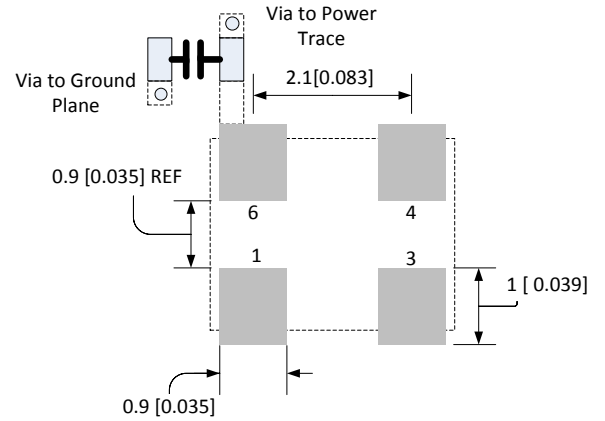 Via to Power
Trace
Via to Ground
Plane
2.1[0.083]
0.9 [0.035] REF
6
4
1
3
1 [ 0.039]
0.9 [0.035]